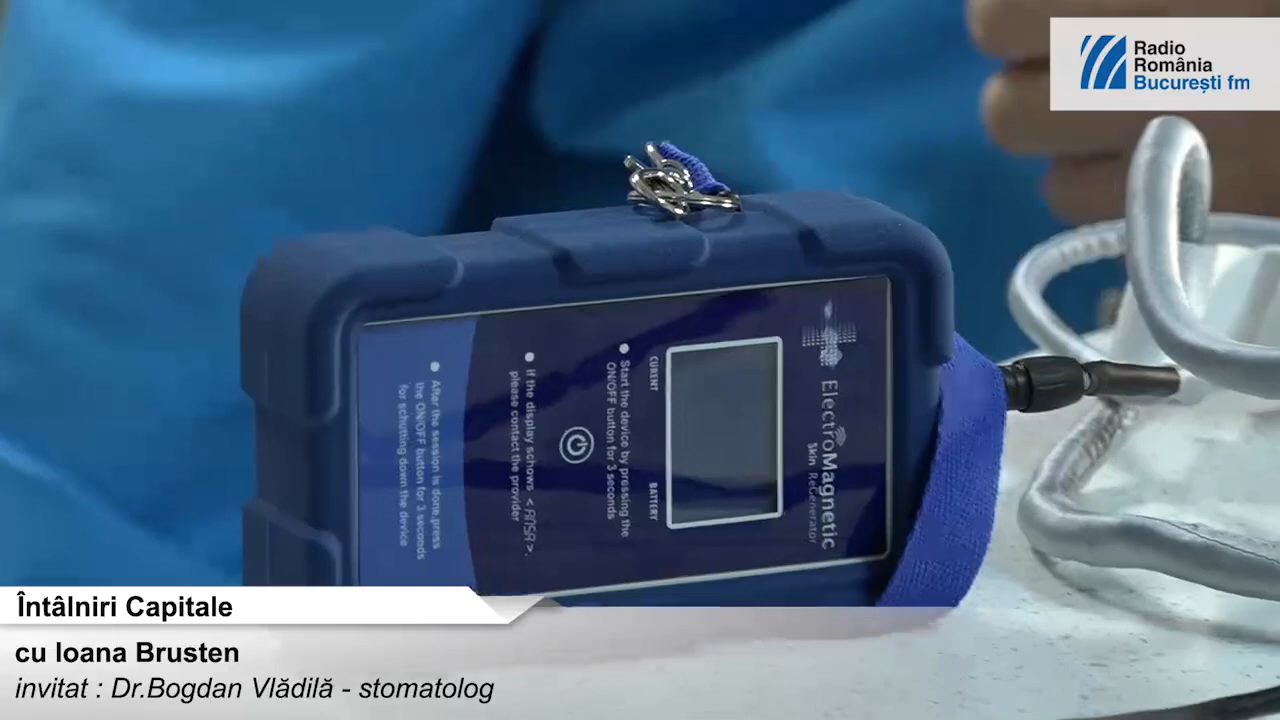 Radio
România
București fm
ElectroMagnetic
Skin ReGenerator
CURENT
BATTERY
Start the device by pressing the
ON/OFF button for 3 seconds
If the display schows <ANSA>.
please contact the provider
After the session is done,press
the ON/OFF button for 3 seconds
for schutting down the device
Întâlniri Capitale
cu Ioana Brusten
invitat : Dr.Bogdan Vlădilă - stomatolog